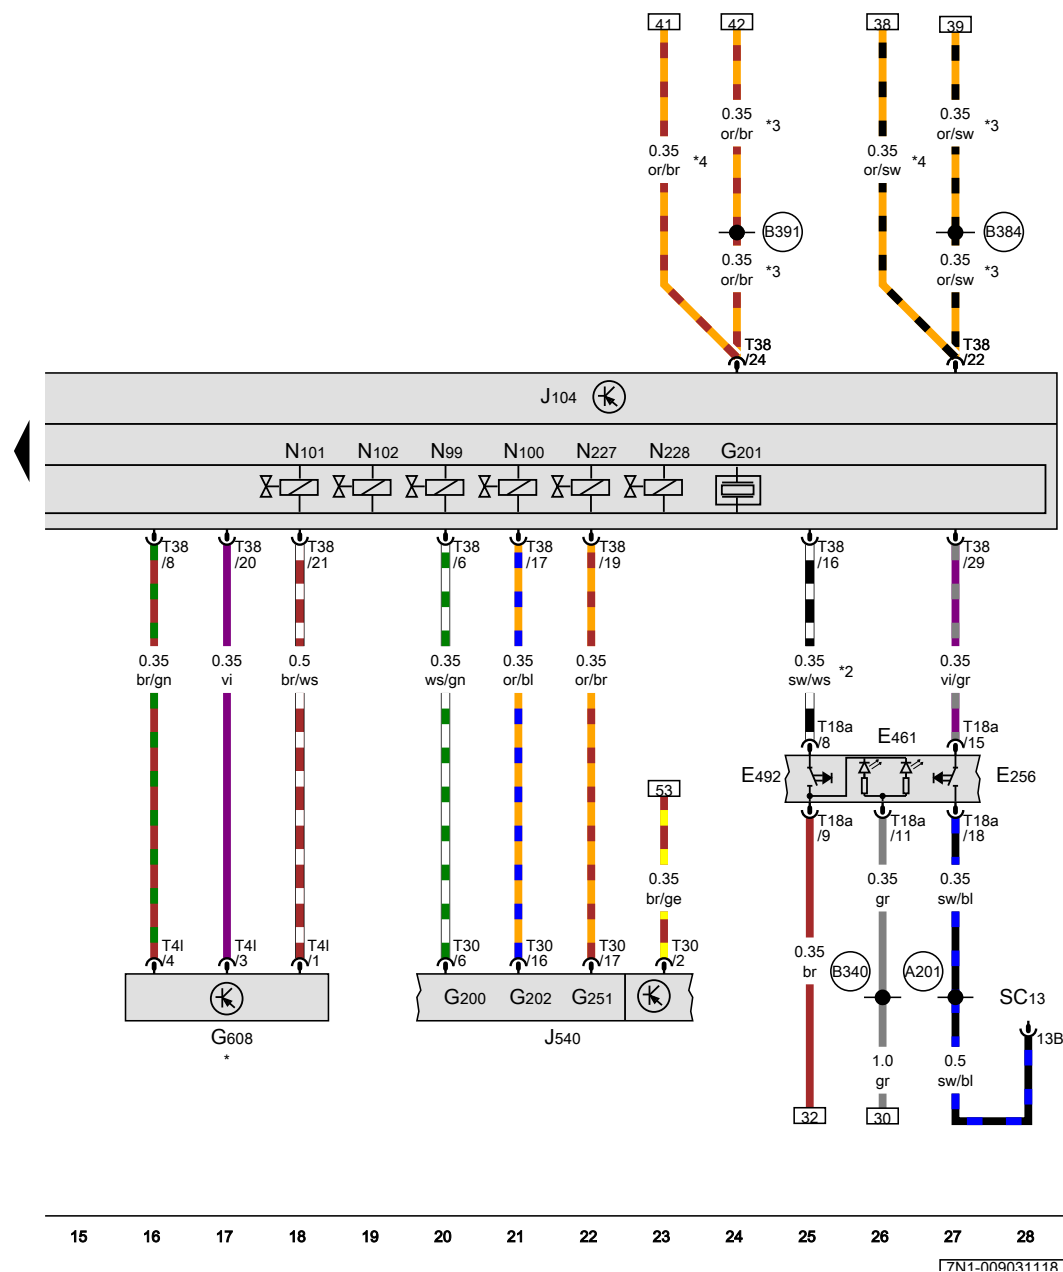 41 42 38 39
0.35 or/br *3
0.35 or/sw *3
0.35 or/br *4
0.35 or/sw *4
B391 B384
0.35 or/br *3
0.35 or/sw *3
T38 /24
T38 /22
J104
N101 N102 N99 N100 N227 N228 G201
T38 /8
T38 /20
T38 /21
T38 /6
T38 /17
T38 /19
T38 /16
T38 /29
0.35 br/gn
0.35 vi
0.5 br/ws
0.35 ws/gn
0.35 or/bl
0.35 or/br
0.35 sw/ws *2
0.35 vi/gr
T18a /8
E461
T18a /15
E492 E256
53
T18a /9
T18a /11
T18a /18
0.35 br/ge
0.35 gr
0.35 sw/bl
0.35 br
T4l /4
T4l /3
T4l /1
T30 /6
T30 /16
T30 /17
T30 /2
B340 A201
G200 G202 G251
SC13
13B
G608
*
J540
1.0 gr
0.5 sw/bl
32 30
15 16 17 18 19 20 21 22 23 24 25 26 27 28
7N1-009031118